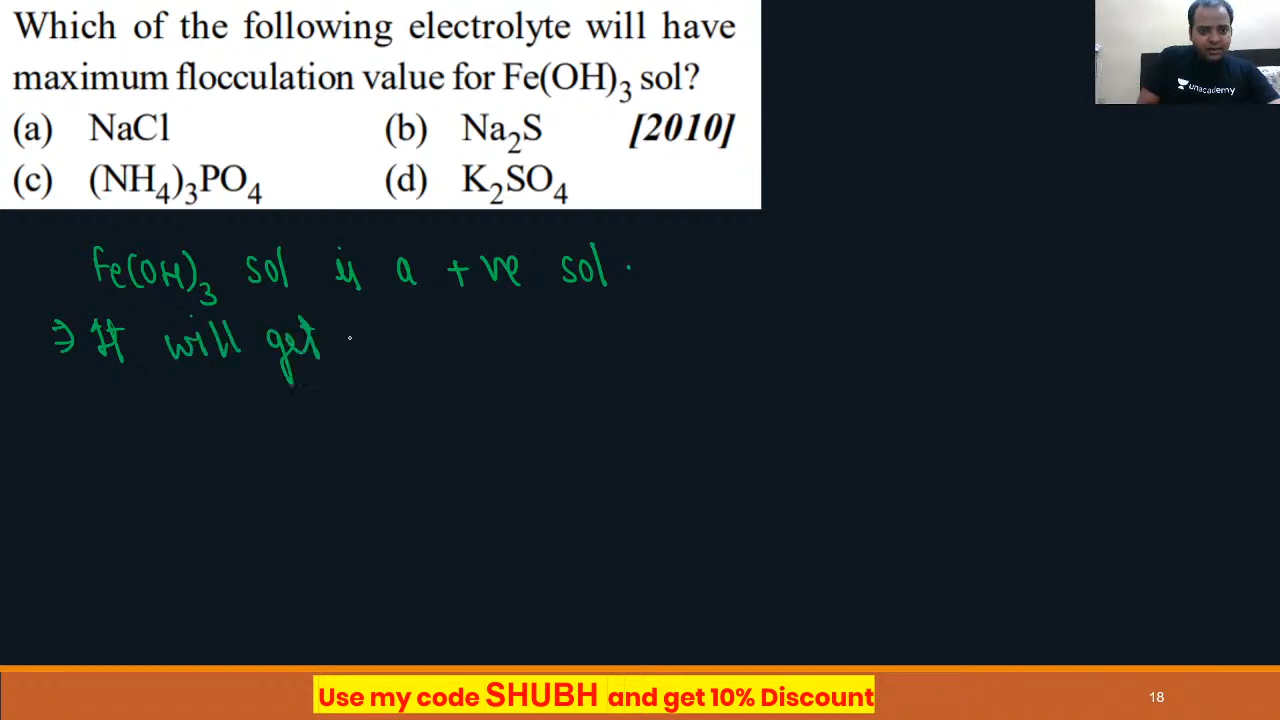 Which of the following electrolyte will have
maximum flocculation value for Fe(OH)₃ sol?
(a) NaCl (b) Na₂S [2010]
(c) (NH₄)₃PO₄ (d) K₂SO₄
unacademy
Fe(OH)₃ sol is a +ve sol.
⇒ It will get
Use my code SHUBH and get 10% Discount
18